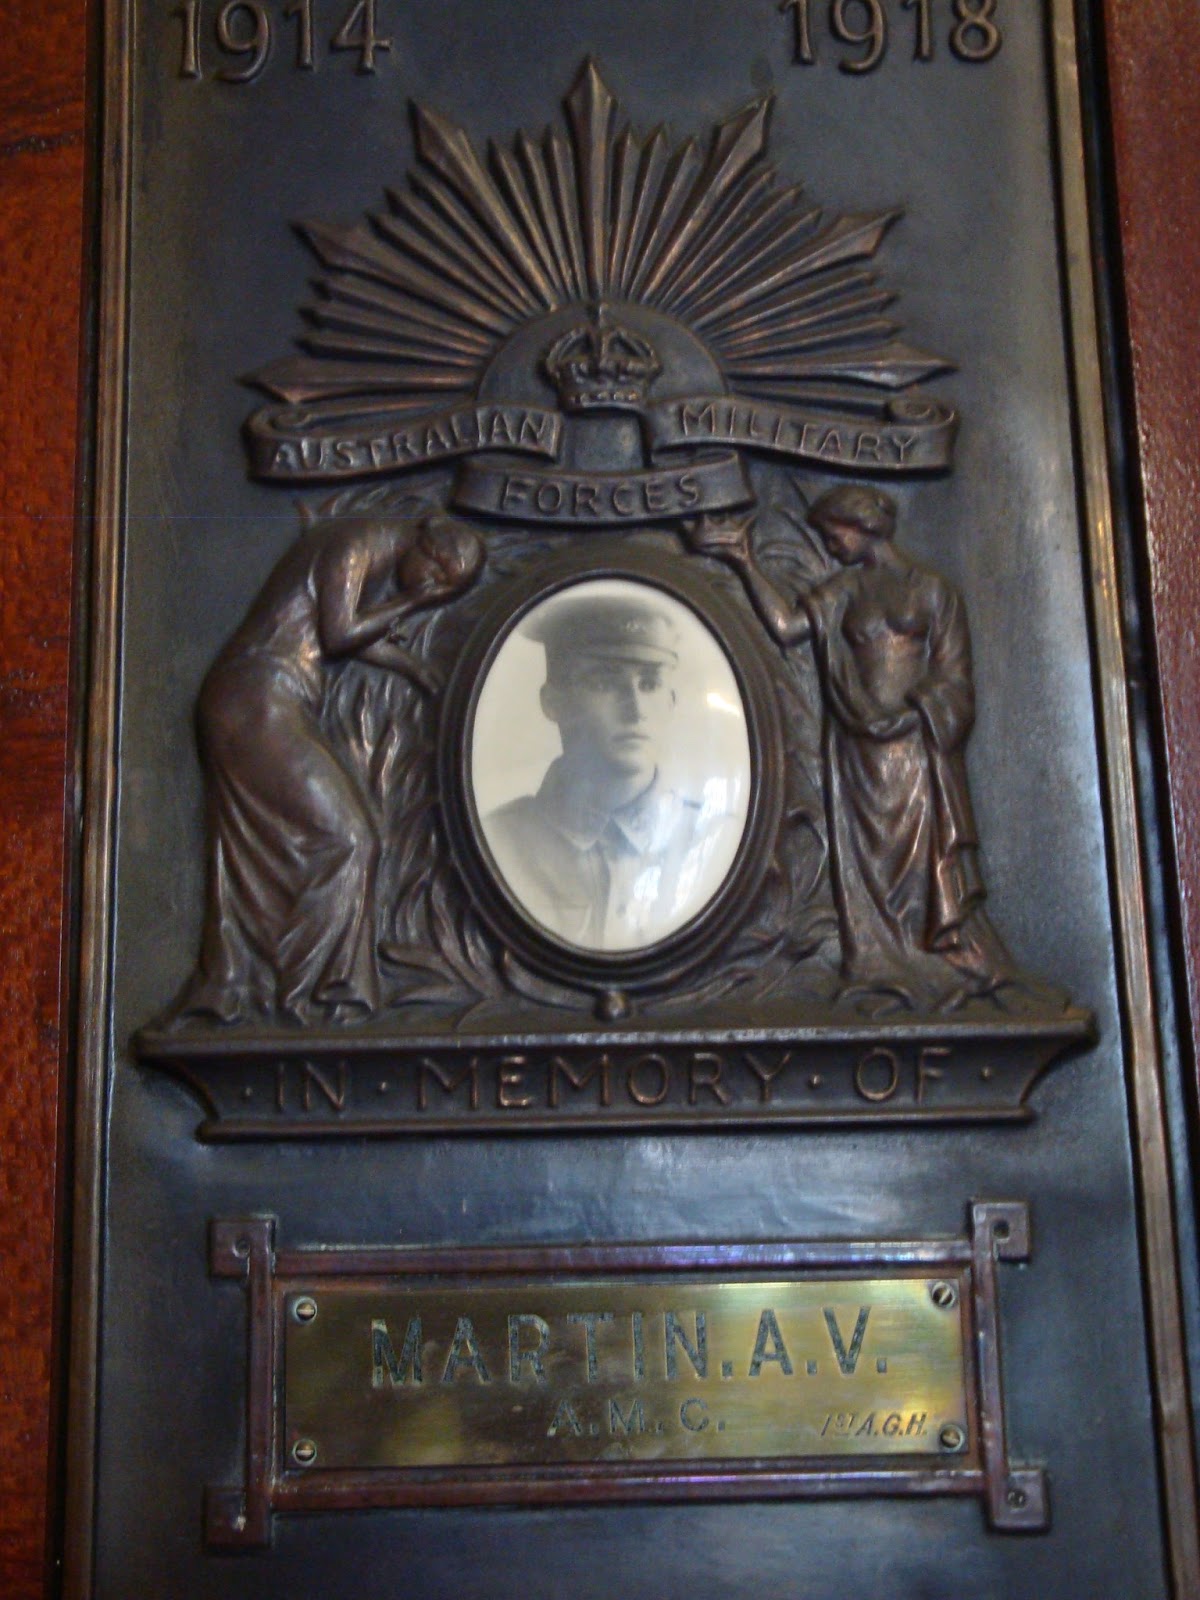 1914 1918
AUSTRALIAN MILITARY
FORCES
· IN · MEMORY · OF ·
MARTIN.A.V.
A.M.C. 1ST A.G.H.